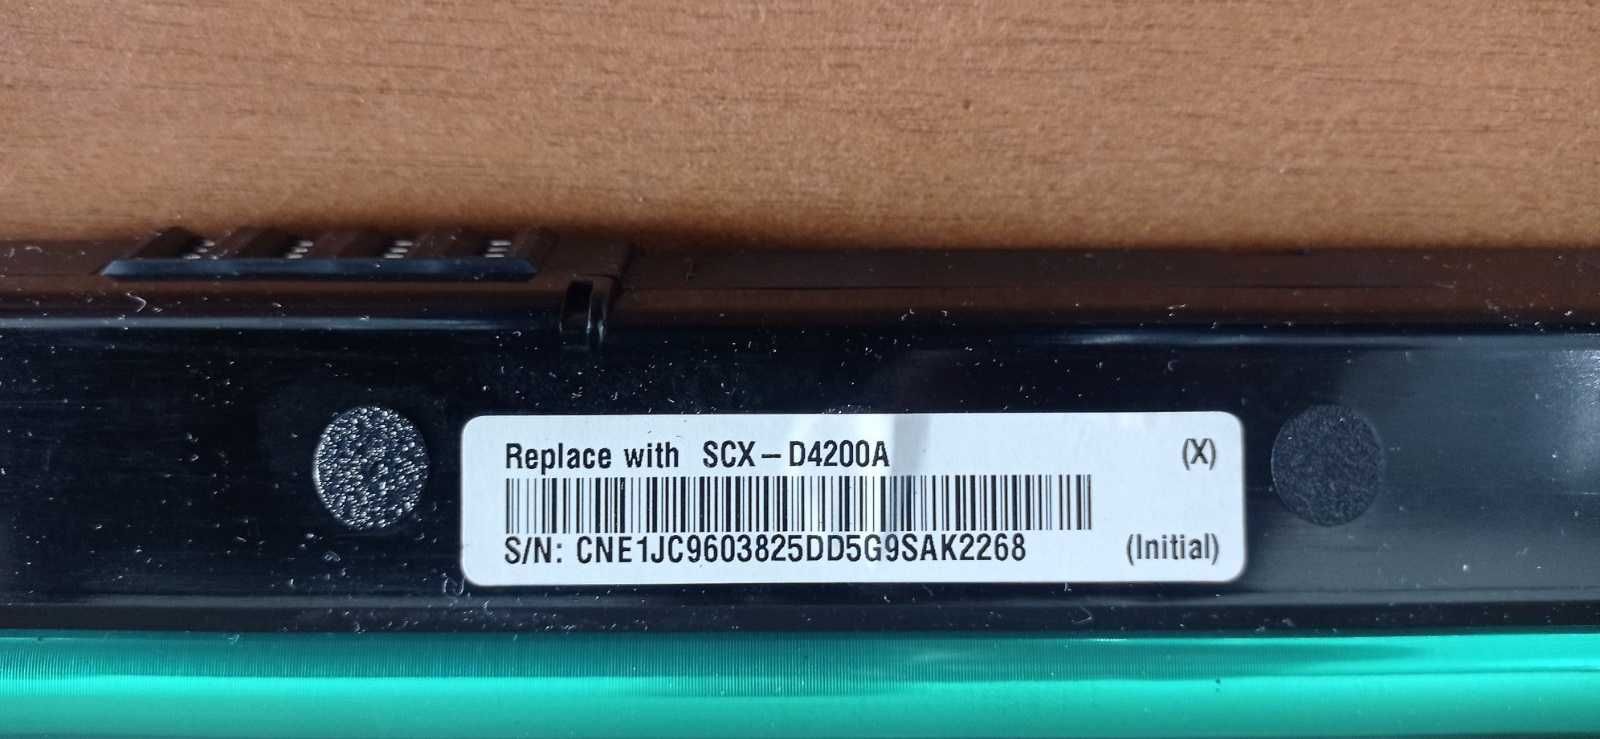 Replace with SCX-D4200A (X)
S/N: CNE1JC9603825DD5G9SAK2268 (Initial)